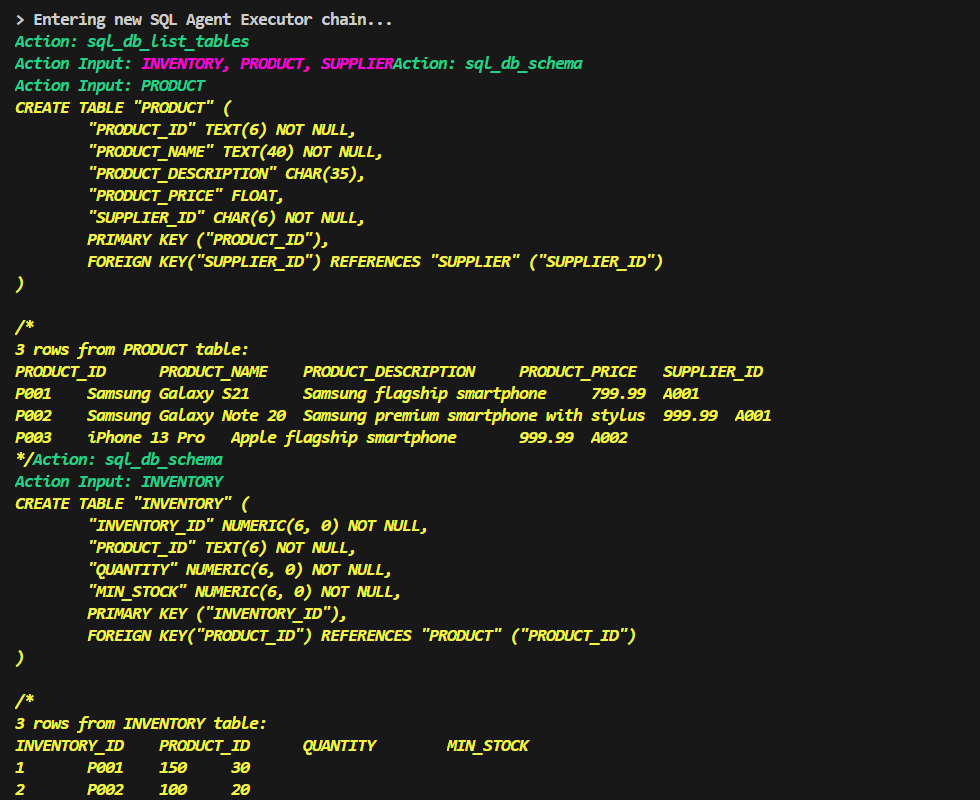 > Entering new SQL Agent Executor chain...
Action: sql_db_list_tables
Action Input: INVENTORY, PRODUCT, SUPPLIERAction: sql_db_schema
Action Input: PRODUCT
CREATE TABLE "PRODUCT" (
        "PRODUCT_ID" TEXT(6) NOT NULL,
        "PRODUCT_NAME" TEXT(40) NOT NULL,
        "PRODUCT_DESCRIPTION" CHAR(35),
        "PRODUCT_PRICE" FLOAT,
        "SUPPLIER_ID" CHAR(6) NOT NULL,
        PRIMARY KEY ("PRODUCT_ID"),
        FOREIGN KEY("SUPPLIER_ID") REFERENCES "SUPPLIER" ("SUPPLIER_ID")
)

/*
3 rows from PRODUCT table:
PRODUCT_ID      PRODUCT_NAME    PRODUCT_DESCRIPTION     PRODUCT_PRICE   SUPPLIER_ID
P001    Samsung Galaxy S21      Samsung flagship smartphone     799.99  A001
P002    Samsung Galaxy Note 20  Samsung premium smartphone with stylus  999.99  A001
P003    iPhone 13 Pro   Apple flagship smartphone       999.99  A002
*/Action: sql_db_schema
Action Input: INVENTORY
CREATE TABLE "INVENTORY" (
        "INVENTORY_ID" NUMERIC(6, 0) NOT NULL,
        "PRODUCT_ID" TEXT(6) NOT NULL,
        "QUANTITY" NUMERIC(6, 0) NOT NULL,
        "MIN_STOCK" NUMERIC(6, 0) NOT NULL,
        PRIMARY KEY ("INVENTORY_ID"),
        FOREIGN KEY("PRODUCT_ID") REFERENCES "PRODUCT" ("PRODUCT_ID")
)

/*
3 rows from INVENTORY table:
INVENTORY_ID    PRODUCT_ID      QUANTITY        MIN_STOCK
1       P001    150     30
2       P002    100     20